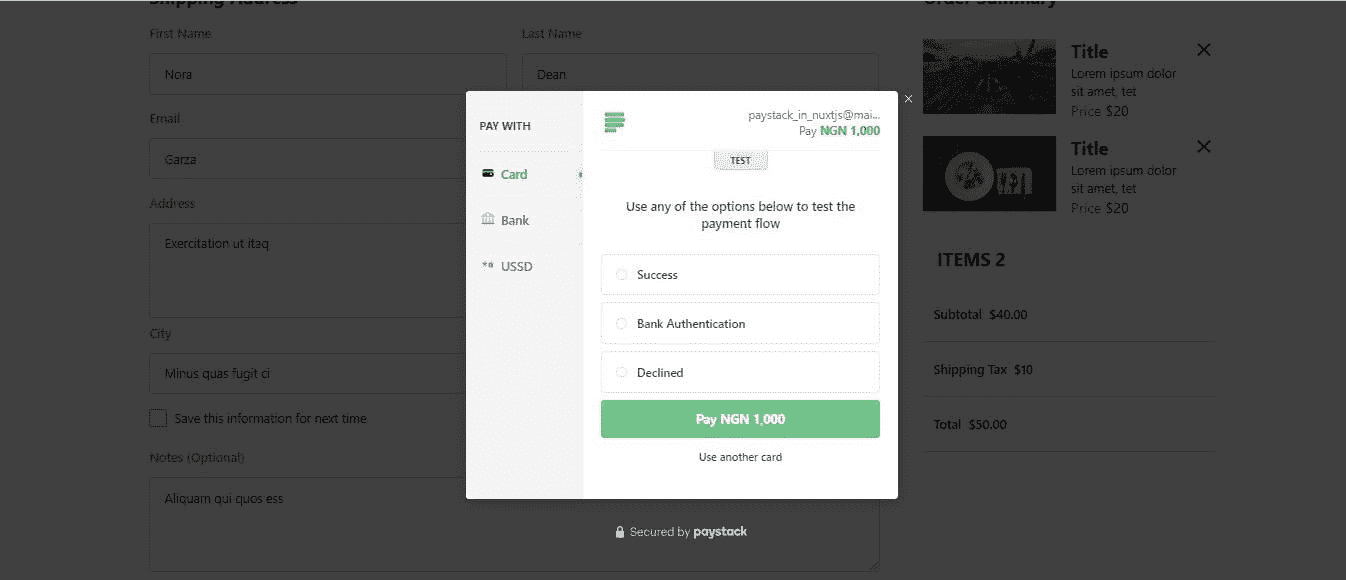 Shipping Address
Order Summary
First Name
Last Name
Nora
Dean
Email
Garza
Address
Exercitation ut itaq
City
Minus quas fugit ci
Save this information for next time
Notes (Optional)
Aliquam qui quos ess
PAY WITH
Card
Bank
USSD
paystack_in_nuxtjs@mai...
Pay NGN 1,000
TEST
Use any of the options below to test the
payment flow
Success
Bank Authentication
Declined
Pay NGN 1,000
Use another card
Secured by paystack
Title
Lorem ipsum dolor
sit amet, tet
Price $20
Title
Lorem ipsum dolor
sit amet, tet
Price $20
ITEMS 2
Subtotal $40.00
Shipping Tax $10
Total $50.00